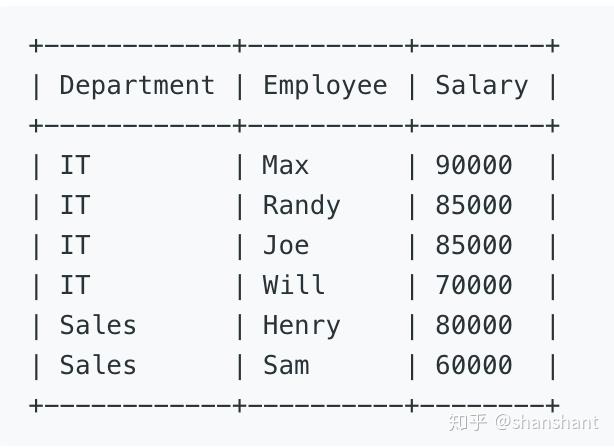 +------------+----------+--------+
| Department | Employee | Salary |
+------------+----------+--------+
| IT         | Max      | 90000  |
| IT         | Randy    | 85000  |
| IT         | Joe      | 85000  |
| IT         | Will     | 70000  |
| Sales      | Henry    | 80000  |
| Sales      | Sam      | 60000  |
+------------+----------+--------+
知乎 @shanshant